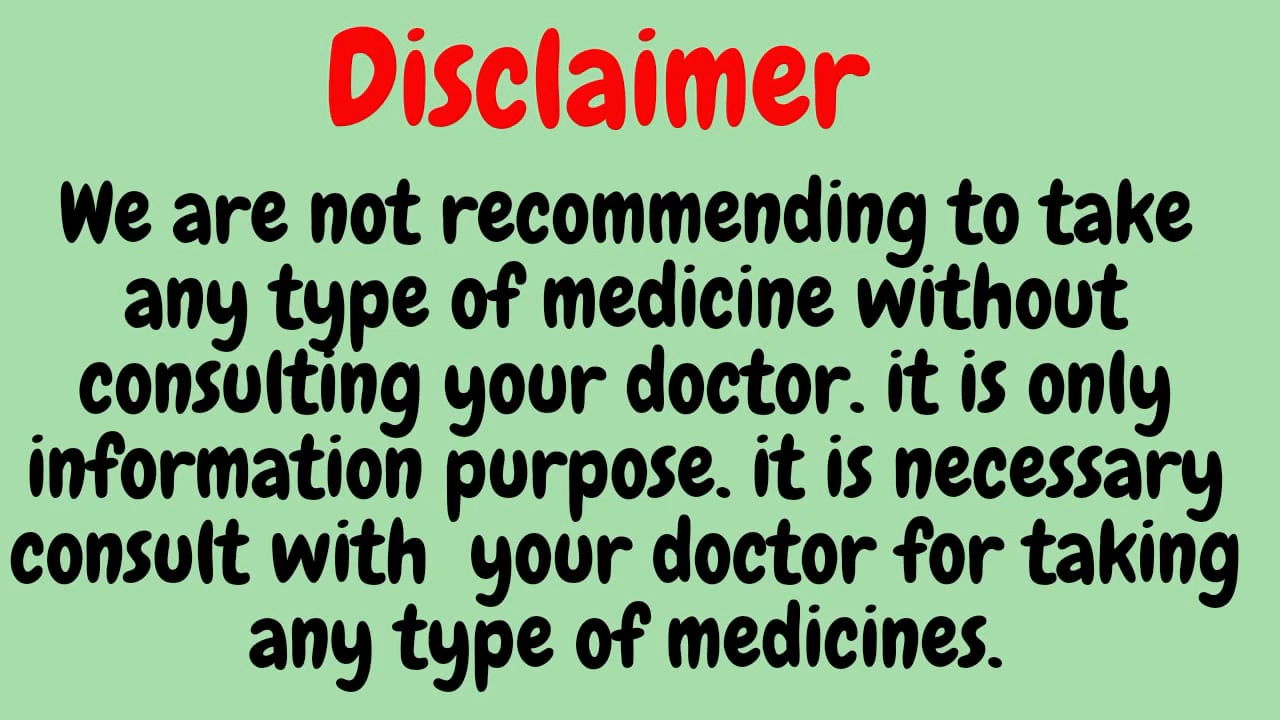 Disclaimer
We are not recommending to take
any type of medicine without
consulting your doctor. it is only
information purpose. it is necessary
consult with  your doctor for taking
any type of medicines.